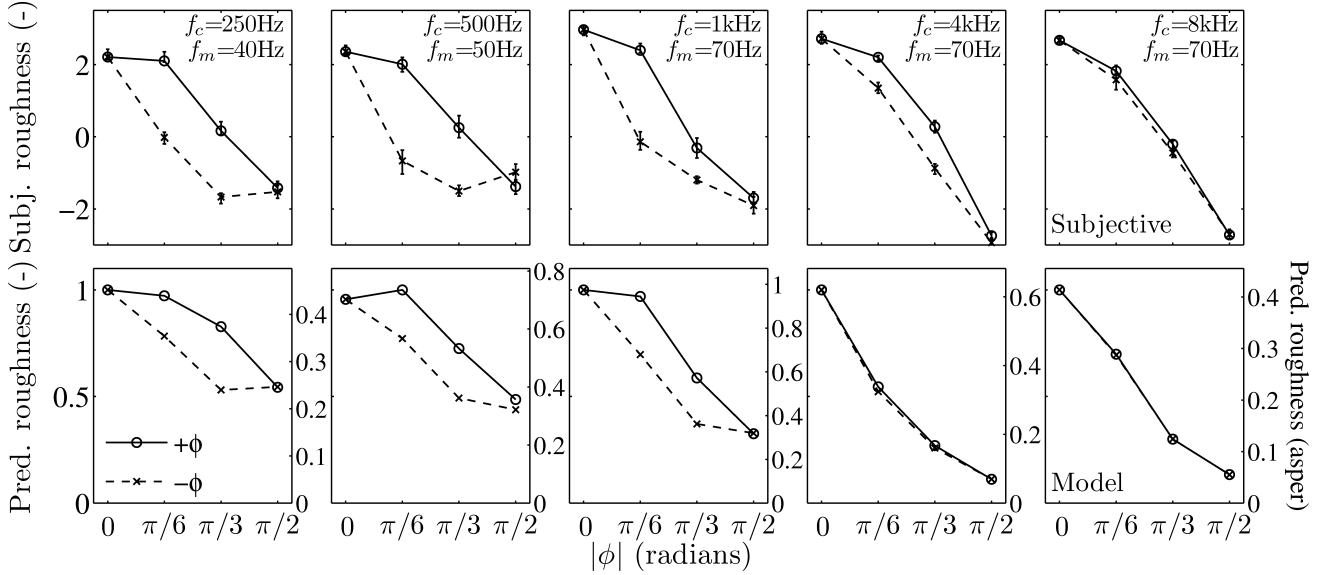 Subj. roughness (-)
2
0
−2
f_c=250Hz
f_m=40Hz
f_c=500Hz
f_m=50Hz
f_c=1kHz
f_m=70Hz
f_c=4kHz
f_m=70Hz
f_c=8kHz
f_m=70Hz
Subjective
Pred. roughness (-)
1
0.5
0
+ϕ
−ϕ
0.4
0.3
0.2
0.1
0
0.8
0.6
0.4
0.2
0
1
0.8
0.6
0.4
0.2
0
0.6
0.4
0.2
0
Model
0.4
0.3
0.2
0.1
0
Pred. roughness (asper)
0 π/6 π/3 π/2
0 π/6 π/3 π/2
0 π/6 π/3 π/2
0 π/6 π/3 π/2
0 π/6 π/3 π/2
|ϕ| (radians)